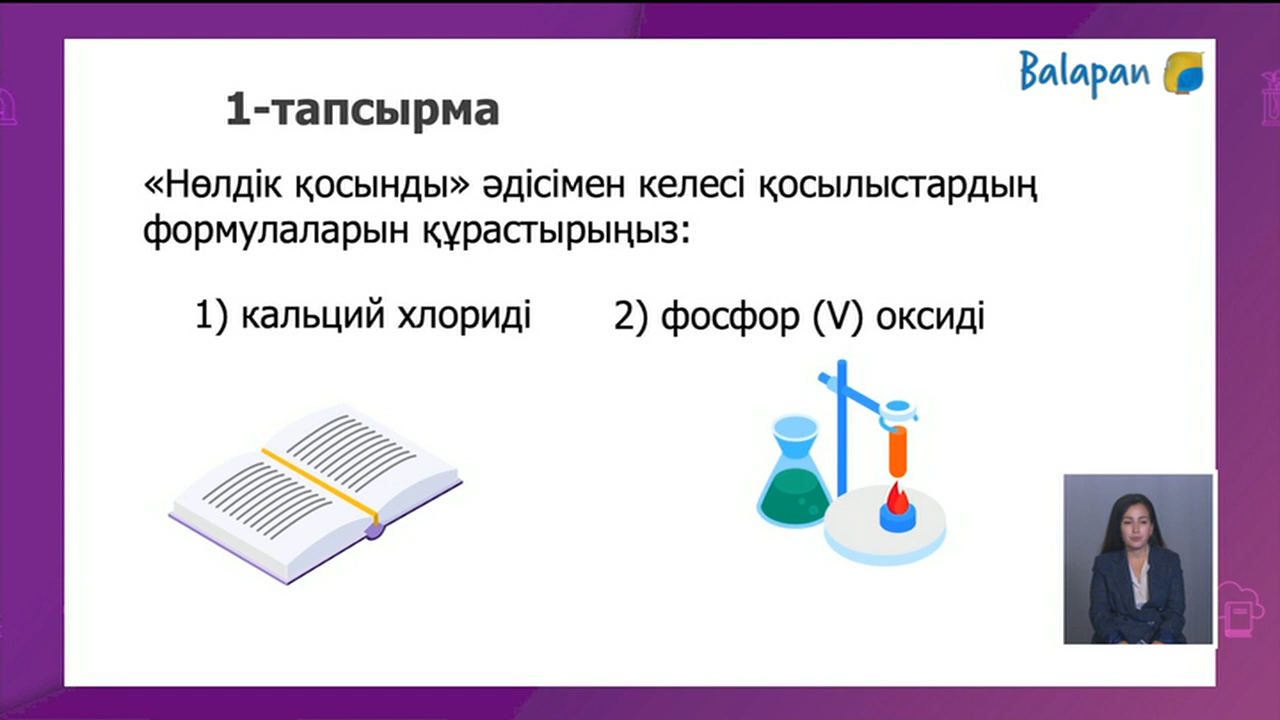 Balapan
1-тапсырма
«Нөлдік қосынды» әдісімен келесі қосылыстардың
формулаларын құрастырыңыз:
1) кальций хлориді 2) фосфор (V) оксиді